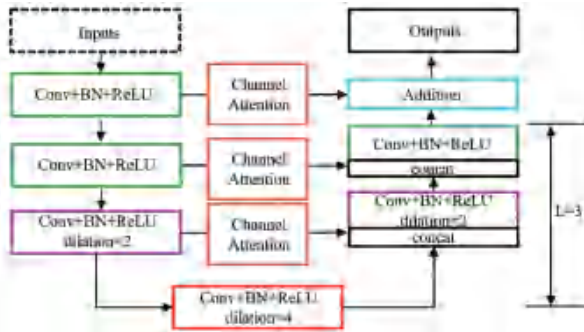 Inputs
Outputs
Conv+BN+ReLU
Channel
Attention
Addition
Conv+BN+ReLU
Channel
Attention
Conv+BN+ReLU
concat
Conv+BN+ReLU
dilation=2
Channel
Attention
Conv+BN+ReLU
dilation=2
concat
L=3
Conv+BN+ReLU
dilation=4